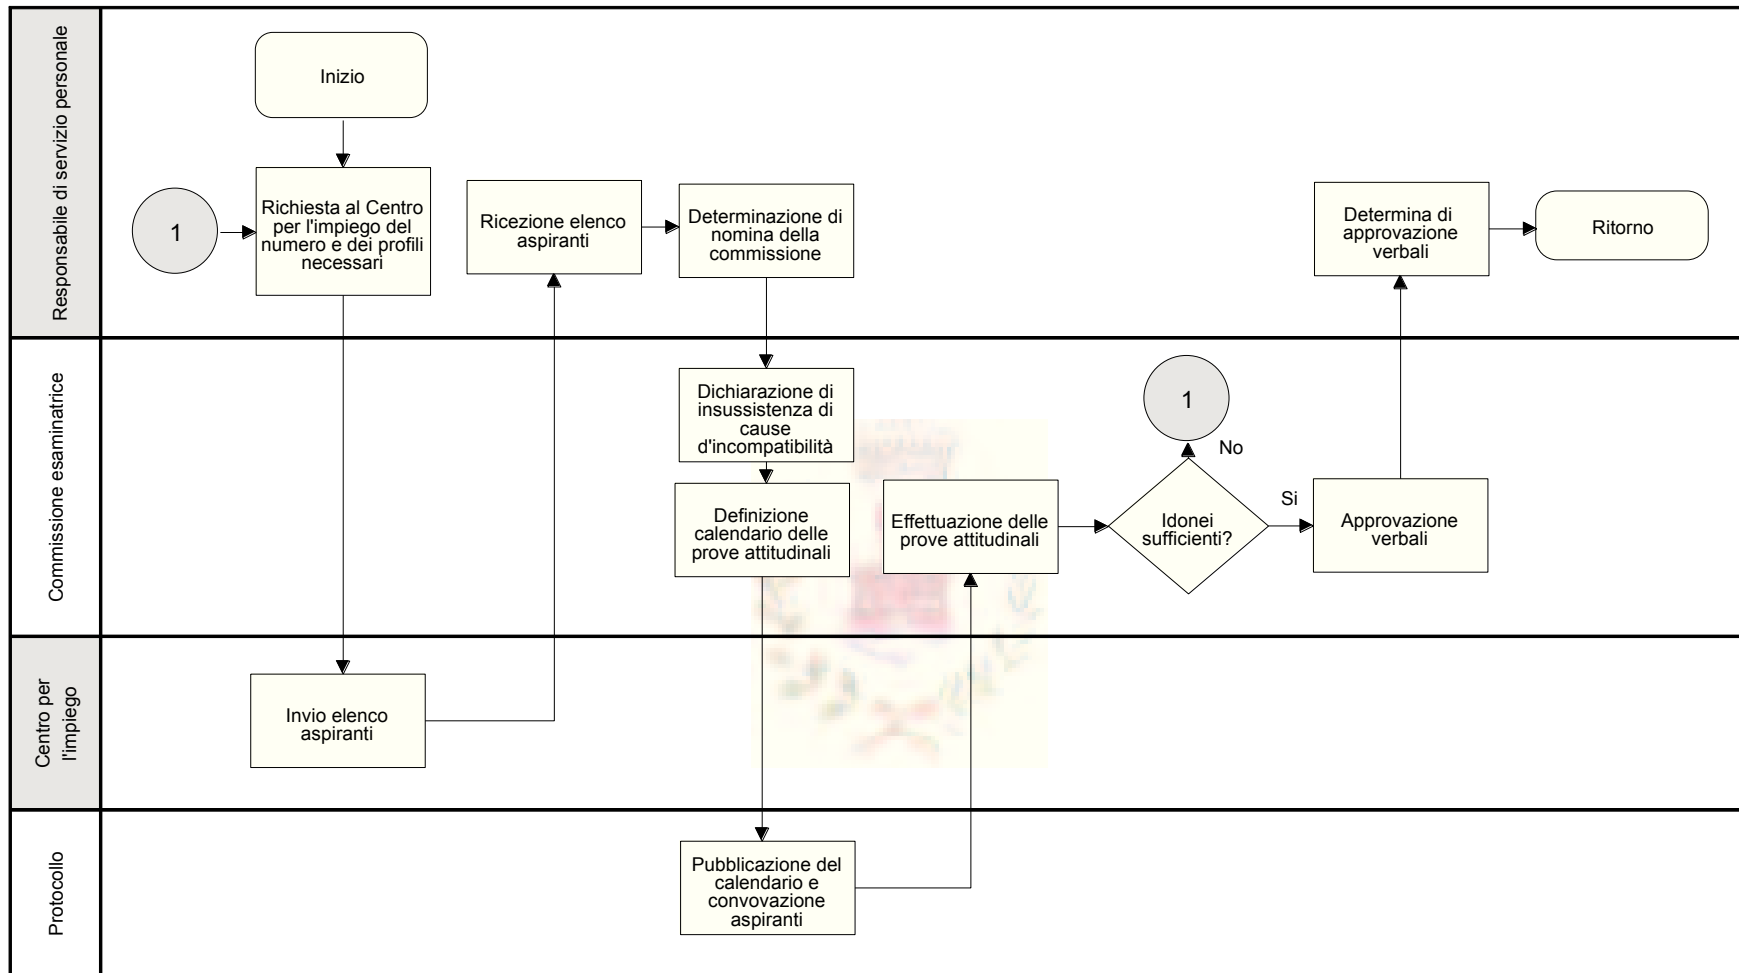 Responsabile di servizio personale
Inizio
1
Richiesta al Centro
per l'impiego del
numero e dei profili
necessari
Ricezione elenco
aspiranti
Determinazione di
nomina della
commissione
Determina di
approvazione
verbali
Ritorno
Commissione esaminatrice
Dichiarazione di
insussistenza di
cause
d'incompatibilità
Definizione
calendario delle
prove attitudinali
Effettuazione delle
prove attitudinali
1
No
Idonei
sufficienti?
Si
Approvazione
verbali
Centro per
l'impiego
Invio elenco
aspiranti
Protocollo
Pubblicazione del
calendario e
convovazione
aspiranti